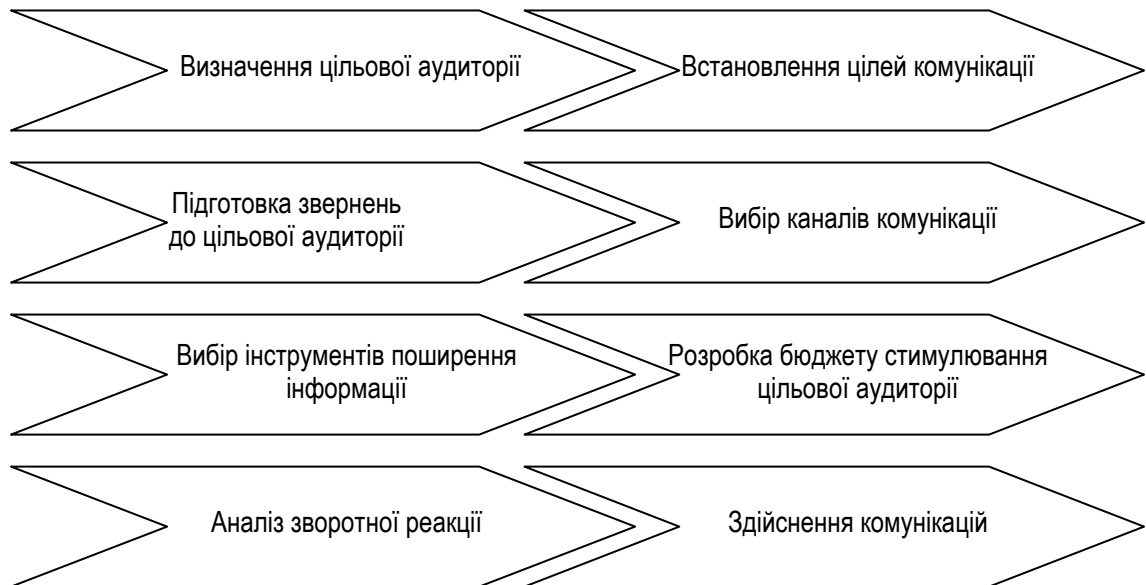 Визначення цільової аудиторії
Встановлення цілей комунікації
Підготовка звернень
до цільової аудиторії
Вибір каналів комунікації
Вибір інструментів поширення
інформації
Розробка бюджету стимулювання
цільової аудиторії
Аналіз зворотної реакції
Здійснення комунікацій